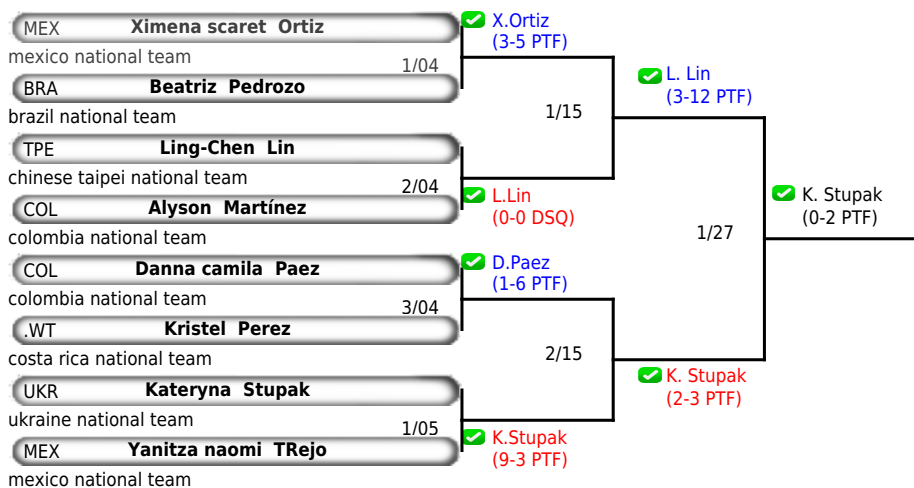 MEX Ximena scaret Ortiz
mexico national team
1/04
BRA Beatriz Pedrozo
brazil national team
TPE Ling-Chen Lin
chinese taipei national team
2/04
COL Alyson Martínez
colombia national team
COL Danna camila Paez
colombia national team
3/04
.WT Kristel Perez
costa rica national team
UKR Kateryna Stupak
ukraine national team
1/05
MEX Yanitza naomi TRejo
mexico national team
X.Ortiz
(3-5 PTF)
L.Lin
(0-0 DSQ)
D.Paez
(1-6 PTF)
K.Stupak
(9-3 PTF)
1/15
2/15
L. Lin
(3-12 PTF)
K. Stupak
(2-3 PTF)
1/27
K. Stupak
(0-2 PTF)